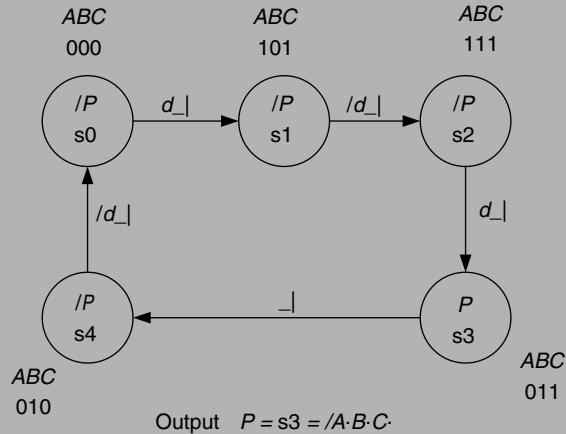 ABC
000
ABC
101
ABC
111
/P
s0
d_|
/P
s1
/d_|
/P
s2
/d_|
d_|
/P
s4
_|
P
s3
ABC
010
ABC
011
Output P = s3 = /A·B·C·